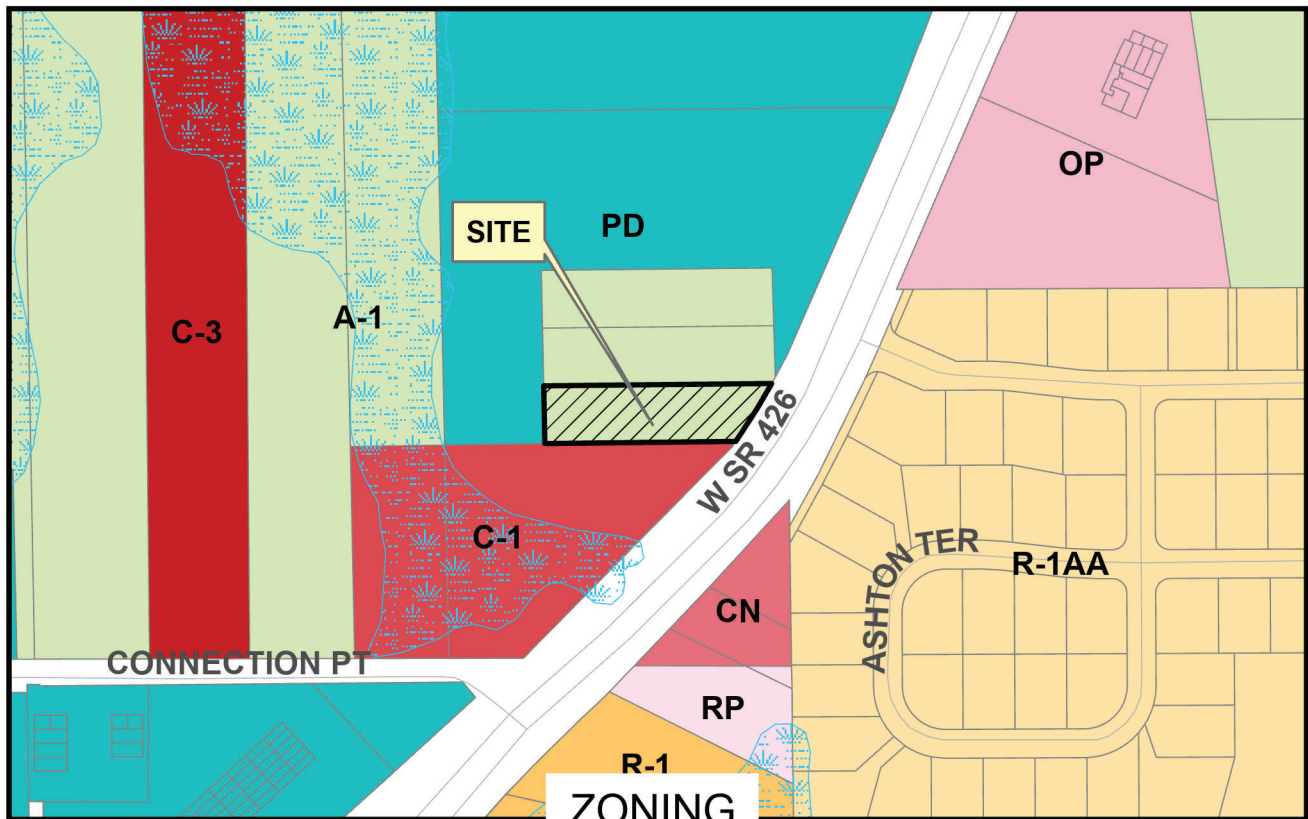 OP
SITE
PD
C-3
A-1
W SR 426
C-1
ASHTON TER
R-1AA
CN
CONNECTION PT
RP
R-1
ZONING